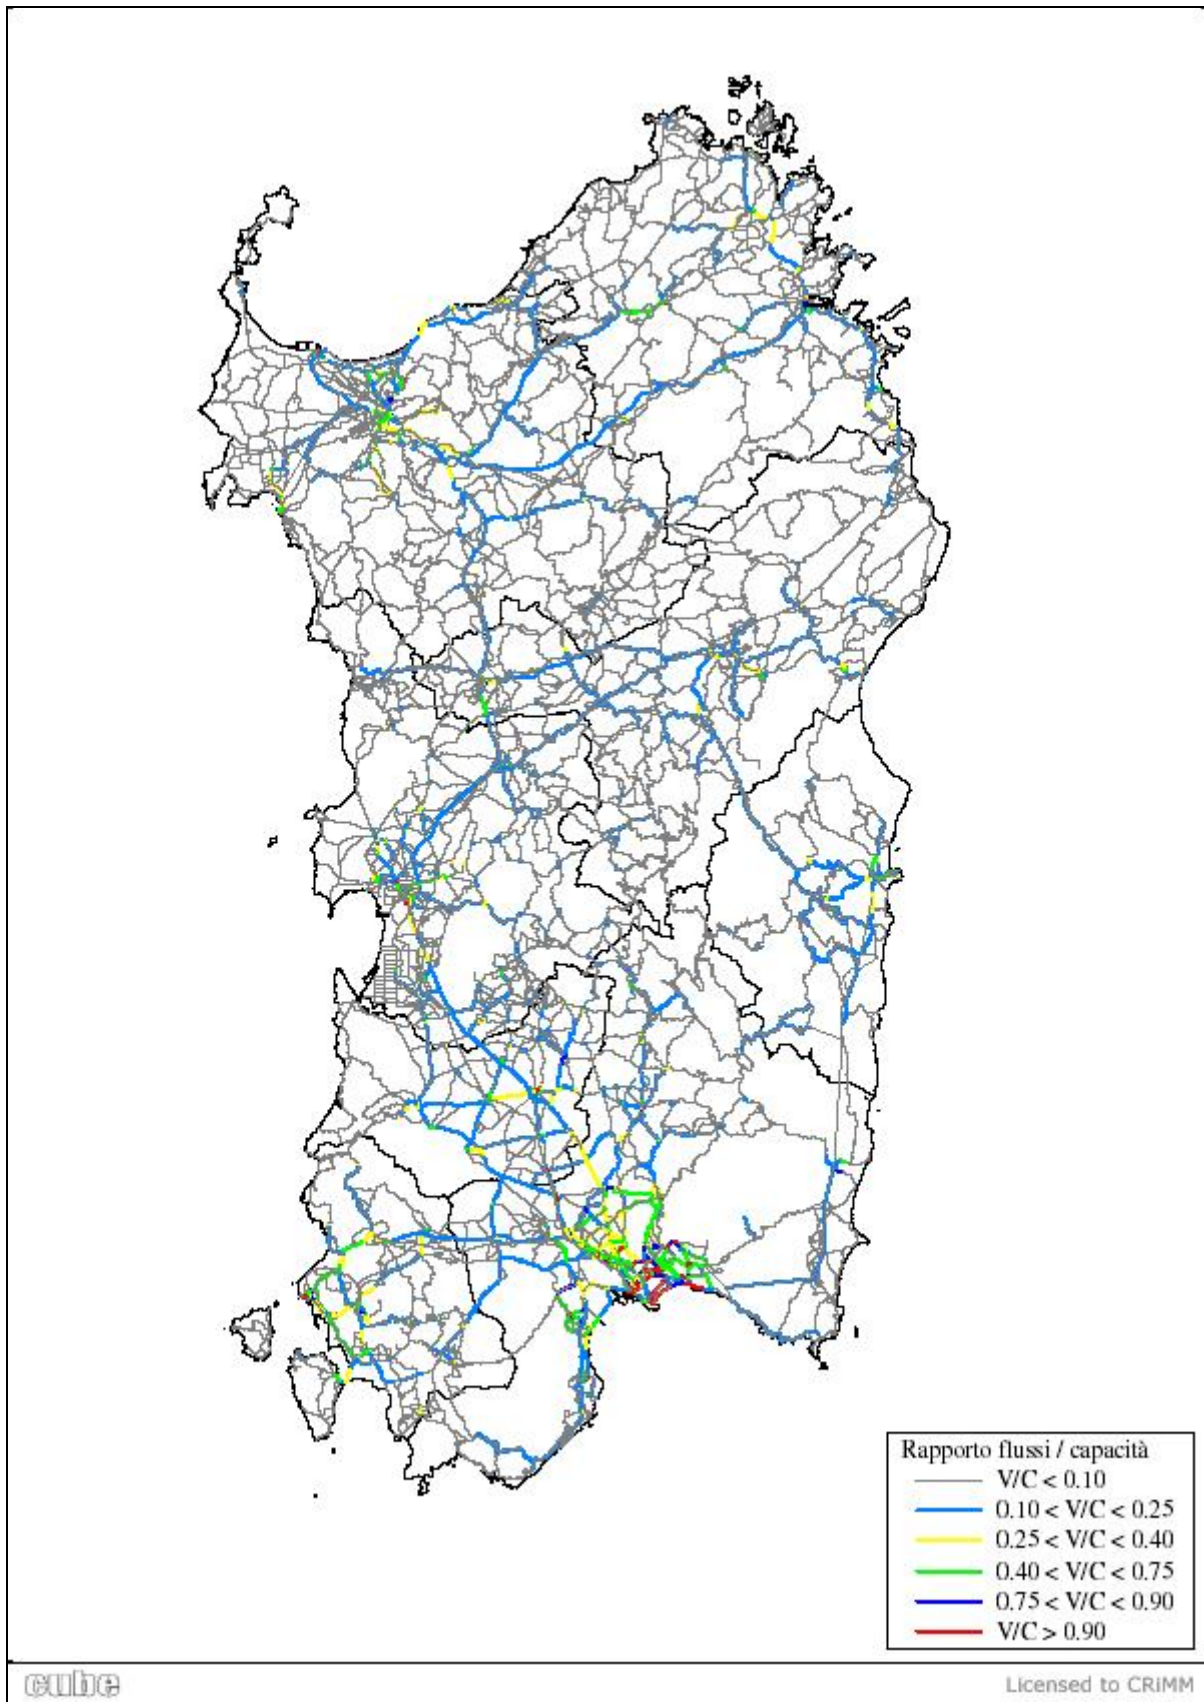 Rapporto flussi / capacità
V/C < 0.10
0.10 < V/C < 0.25
0.25 < V/C < 0.40
0.40 < V/C < 0.75
0.75 < V/C < 0.90
V/C > 0.90
cube
Licensed to CRiMM